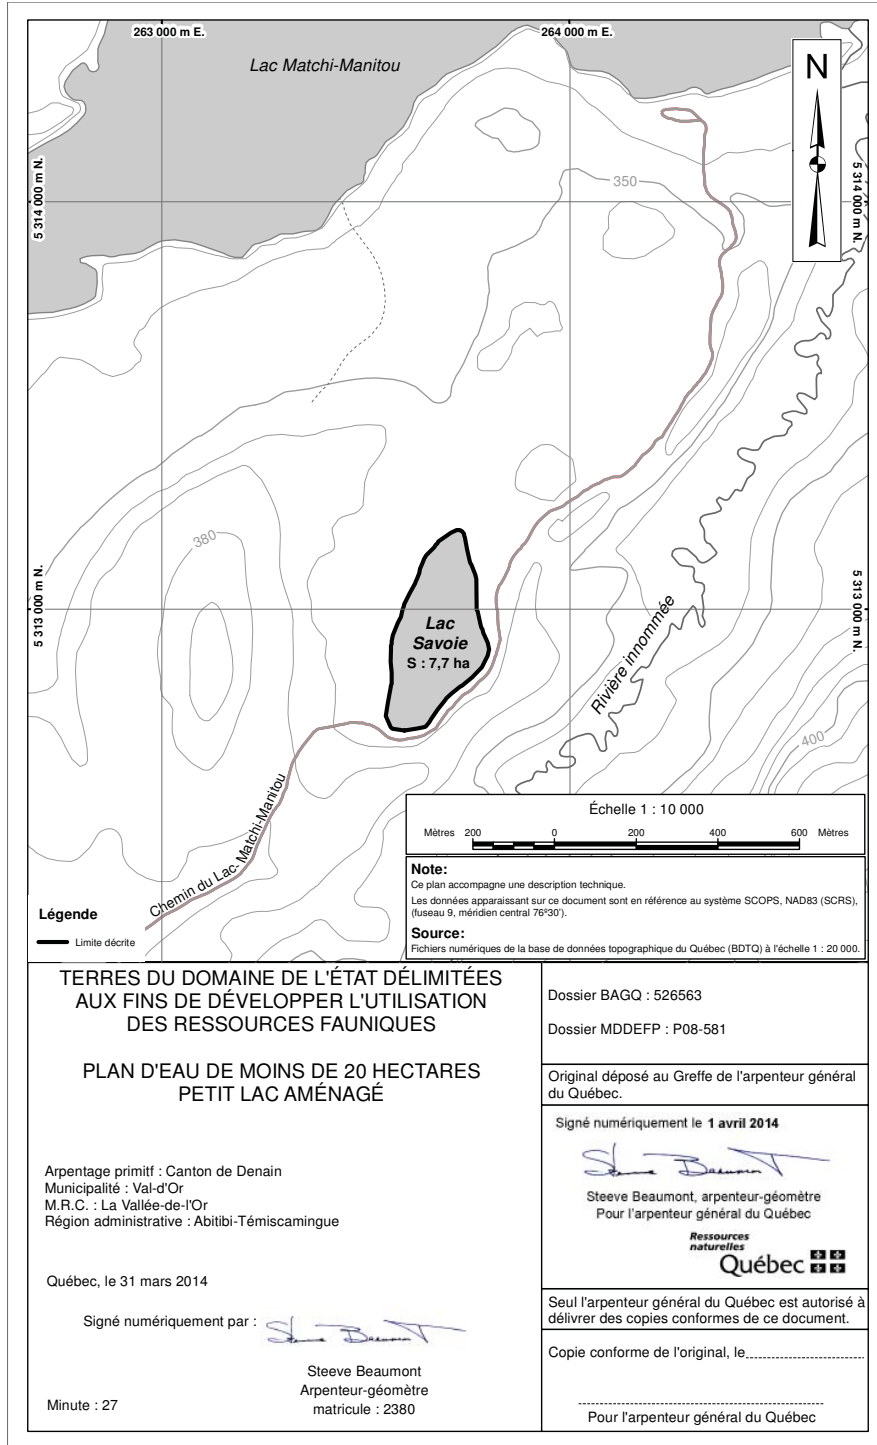 263 000 m E.
264 000 m E.
Lac Matchi-Manitou
N
5 314 000 m N.
5 314 000 m N.
350
380
5 313 000 m N.
5 313 000 m N.
Lac
Savoie
S : 7,7 ha
Rivière innommée
400
Chemin du Lac-Matchi-Manitou
Échelle 1 : 10 000
Mètres 200 0 200 400 600 Mètres
Note:
Ce plan accompagne une description technique.
Les données apparaissant sur ce document sont en référence au système SCOPS, NAD83 (SCRS),
(fuseau 9, méridien central 76º30').
Source:
Fichiers numériques de la base de données topographique du Québec (BDTQ) à l'échelle 1 : 20 000.
Légende
Limite décrite
TERRES DU DOMAINE DE L'ÉTAT DÉLIMITÉES
AUX FINS DE DÉVELOPPER L'UTILISATION
DES RESSOURCES FAUNIQUES
PLAN D'EAU DE MOINS DE 20 HECTARES
PETIT LAC AMÉNAGÉ
Arpentage primitf : Canton de Denain
Municipalité : Val-d'Or
M.R.C. : La Vallée-de-l'Or
Région administrative : Abitibi-Témiscamingue
Québec, le 31 mars 2014
Signé numériquement par :
Steeve Beaumont
Steeve Beaumont
Arpenteur-géomètre
matricule : 2380
Minute : 27
Dossier BAGQ : 526563
Dossier MDDEFP : P08-581
Original déposé au Greffe de l'arpenteur général
du Québec.
Signé numériquement le 1 avril 2014
Steeve Beaumont
Steeve Beaumont, arpenteur-géomètre
Pour l'arpenteur général du Québec
Ressources
naturelles
Québec
Seul l'arpenteur général du Québec est autorisé à
délivrer des copies conformes de ce document.
Copie conforme de l'original, le
Pour l'arpenteur général du Québec